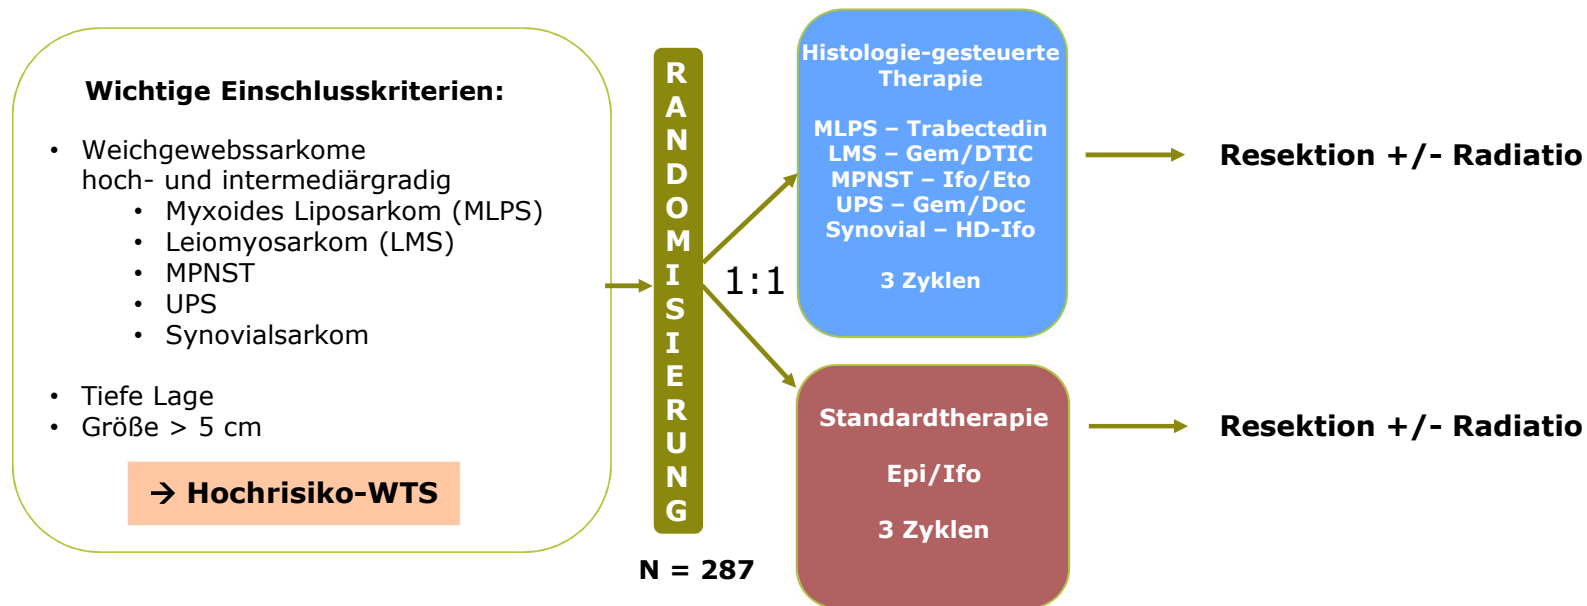 Wichtige Einschlusskriterien:
• Weichgewebssarkome
hoch- und intermediärgradig
• Myxoides Liposarkom (MLPS)
• Leiomyosarkom (LMS)
• MPNST
• UPS
• Synovialsarkom
• Tiefe Lage
• Größe > 5 cm
→ Hochrisiko-WTS
RANDOMISIERUNG
N = 287
1:1
Histologie-gesteuerte
Therapie
MLPS – Trabectedin
LMS – Gem/DTIC
MPNST – Ifo/Eto
UPS – Gem/Doc
Synovial – HD-Ifo
3 Zyklen
Resektion +/- Radiatio
Standardtherapie
Epi/Ifo
3 Zyklen
Resektion +/- Radiatio